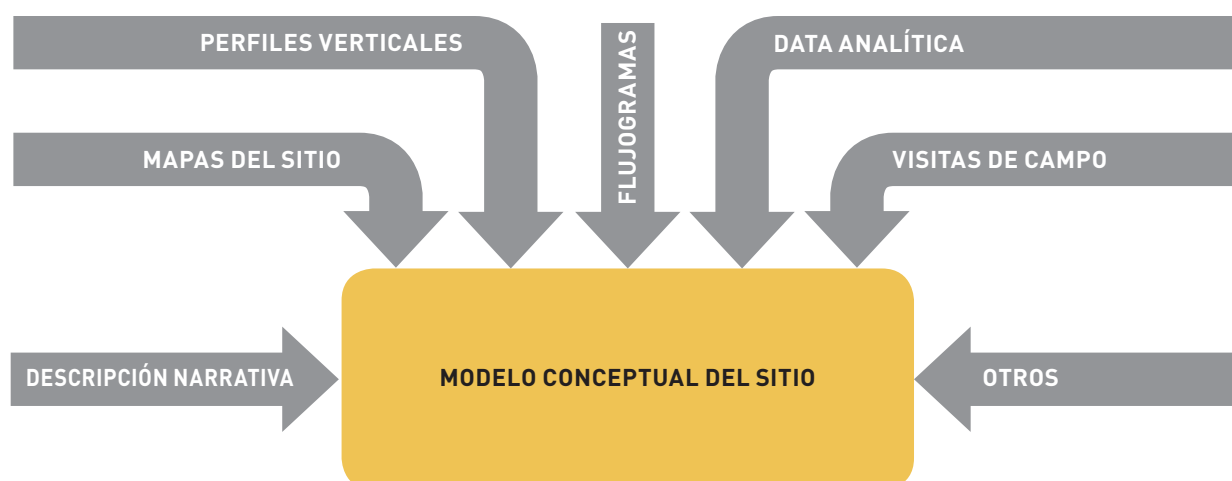 PERFILES VERTICALES
FLUJOGRAMAS
DATA ANALÍTICA
MAPAS DEL SITIO
VISITAS DE CAMPO
DESCRIPCIÓN NARRATIVA
MODELO CONCEPTUAL DEL SITIO
OTROS